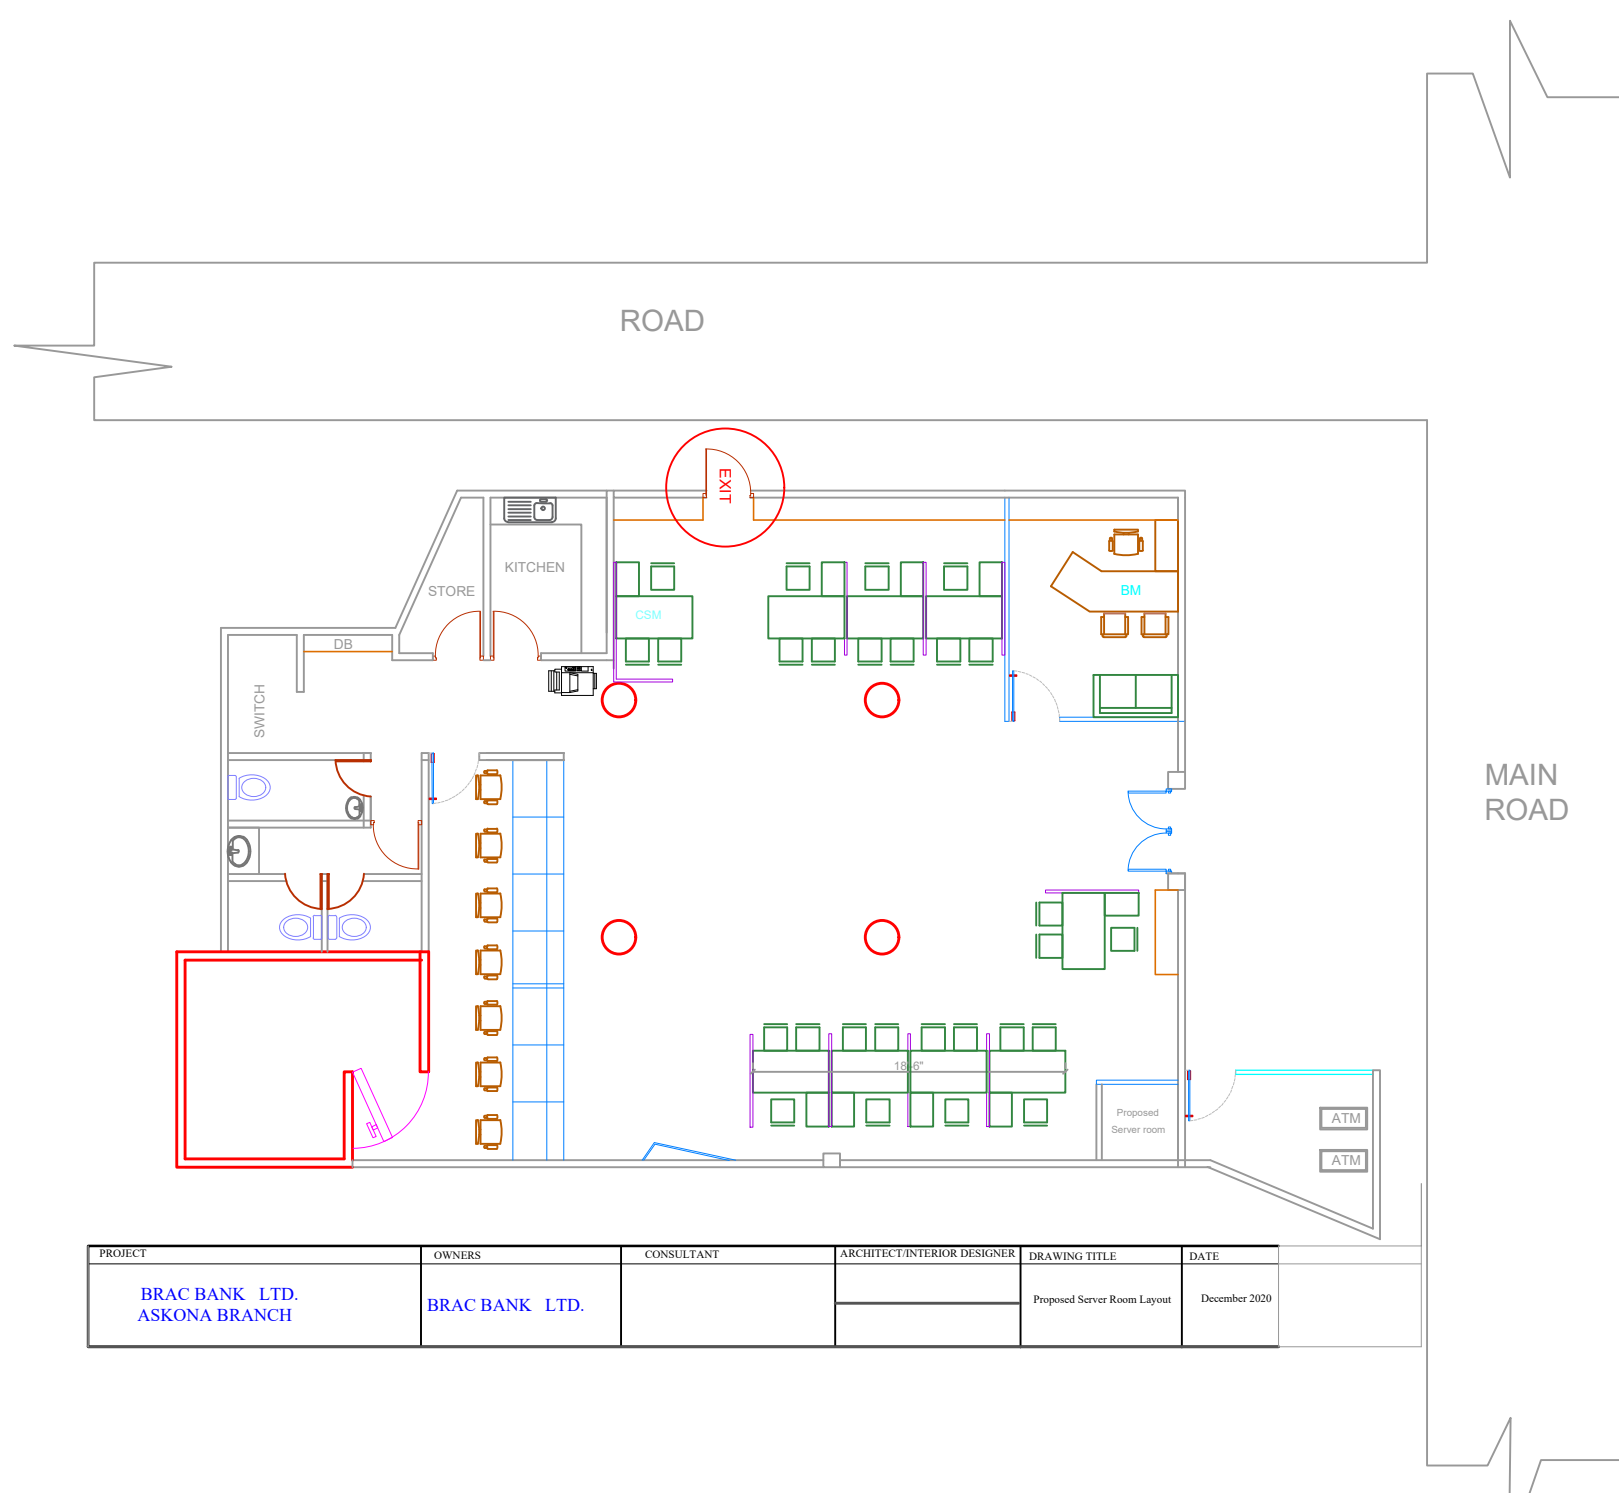 ROAD
EXIT
KITCHEN
STORE
BM
CSM
DB
SWITCH
MAIN
ROAD
18'-6"
Proposed
Server room
ATM
ATM
PROJECT
OWNERS
CONSULTANT
ARCHITECT/INTERIOR DESIGNER
DRAWING TITLE
DATE
BRAC BANK LTD.
ASKONA BRANCH
BRAC BANK LTD.
Proposed Server Room Layout
December 2020